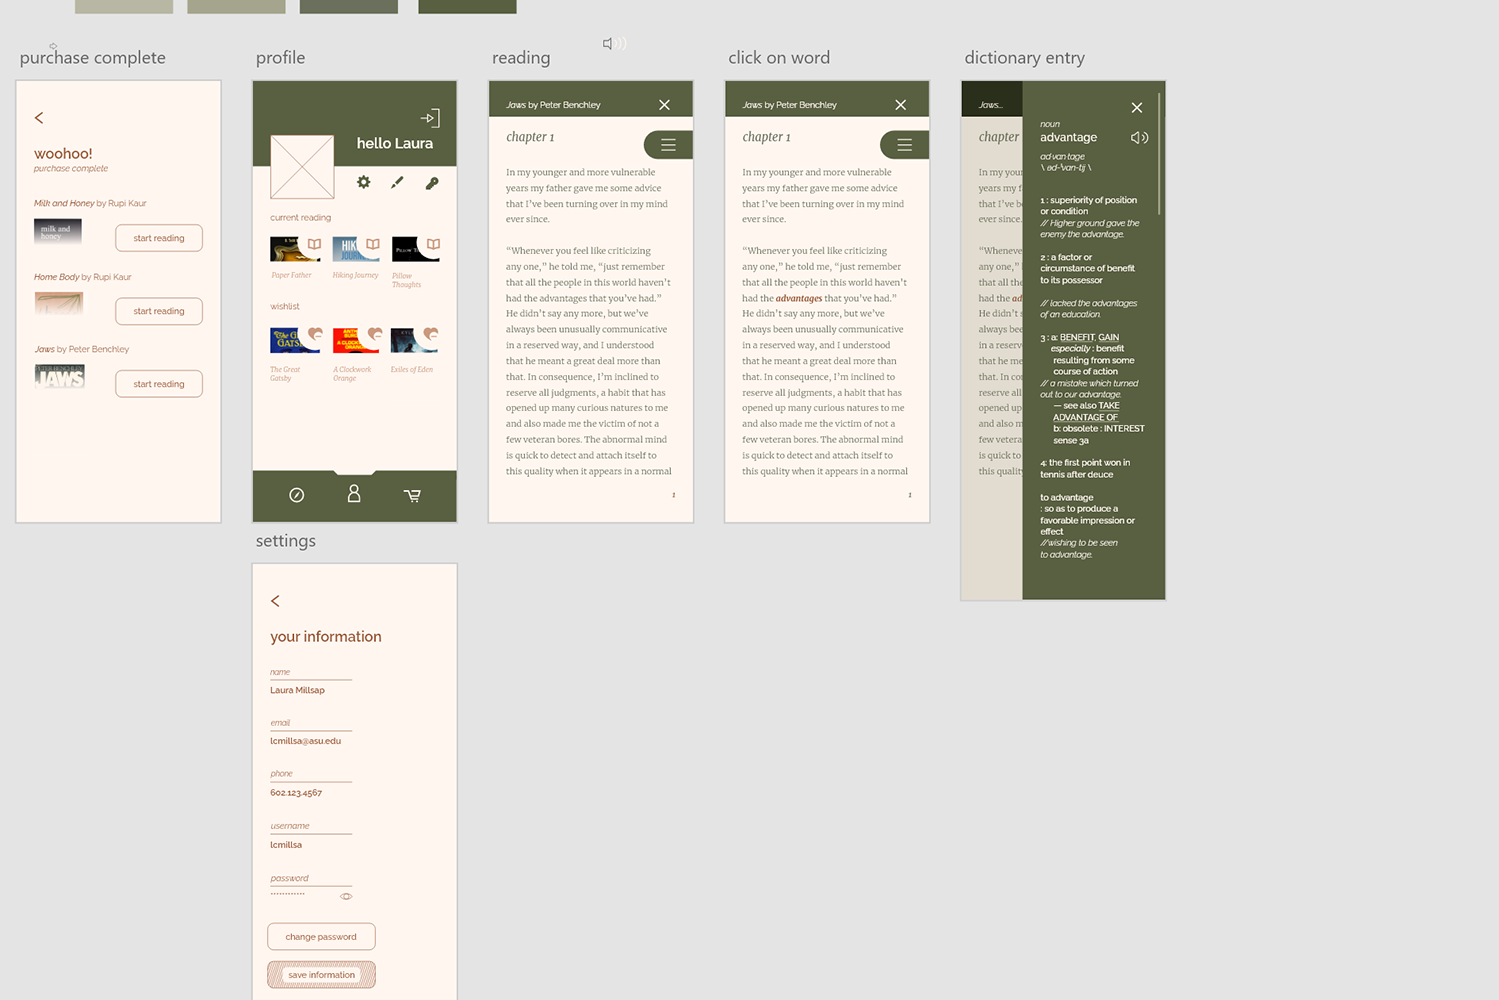 purchase complete
woohoo!
purchase complete
Milk and Honey by Rupi Kaur
milk and
honey
start reading
Home Body by Rupi Kaur
start reading
Jaws by Peter Benchley
PETER BENCHLEY
JAWS
start reading
profile
hello Laura
current reading
HIK
JOURN
Paper Father
Hiking Journey
Pillow
Thoughts
wishlist
The Great
Gatsby
A Clockwork
Orange
Exiles of Eden
reading
Jaws by Peter Benchley
chapter 1
In my younger and more vulnerable
years my father gave me some advice
that I’ve been turning over in my mind
ever since.
“Whenever you feel like criticizing
any one,” he told me, “just remember
that all the people in this world haven’t
had the advantages that you’ve had.”
He didn’t say any more, but we’ve
always been unusually communicative
in a reserved way, and I understood
that he meant a great deal more than
that. In consequence, I’m inclined to
reserve all judgments, a habit that has
opened up many curious natures to me
and also made me the victim of not a
few veteran bores. The abnormal mind
is quick to detect and attach itself to
this quality when it appears in a normal
1
click on word
Jaws by Peter Benchley
chapter 1
In my younger and more vulnerable
years my father gave me some advice
that I’ve been turning over in my mind
ever since.
“Whenever you feel like criticizing
any one,” he told me, “just remember
that all the people in this world haven’t
had the advantages that you’ve had.”
He didn’t say any more, but we’ve
always been unusually communicative
in a reserved way, and I understood
that he meant a great deal more than
that. In consequence, I’m inclined to
reserve all judgments, a habit that has
opened up many curious natures to me
and also made me the victim of not a
few veteran bores. The abnormal mind
is quick to detect and attach itself to
this quality when it appears in a normal
1
dictionary entry
Jaws...
chapter
In my youn
years my f
that I’ve be
ever since.
“Whenever
any one,” h
that all the
had the ad
He didn’t s
always bee
in a reserve
that he me
that. In con
reserve all
opened up
and also m
few vetera
is quick to
this quality
noun
advantage
ad·van·tage
\ əd-ˈvan-tij \
1 : superiority of position
or condition
// Higher ground gave the
enemy the advantage.
2 : a factor or
circumstance of benefit
to its possessor
// lacked the advantages
of an education.
3 : a: BENEFIT, GAIN
especially : benefit
resulting from some
course of action
// a mistake which turned
out to our advantage.
— see also TAKE
ADVANTAGE OF
b: obsolete : INTEREST
sense 3a
4: the first point won in
tennis after deuce
to advantage
: so as to produce a
favorable impression or
effect
//wishing to be seen
to advantage.
settings
your information
name
Laura Millsap
email
lcmillsa@asu.edu
phone
602.123.4567
username
lcmillsa
password
············
change password
save information